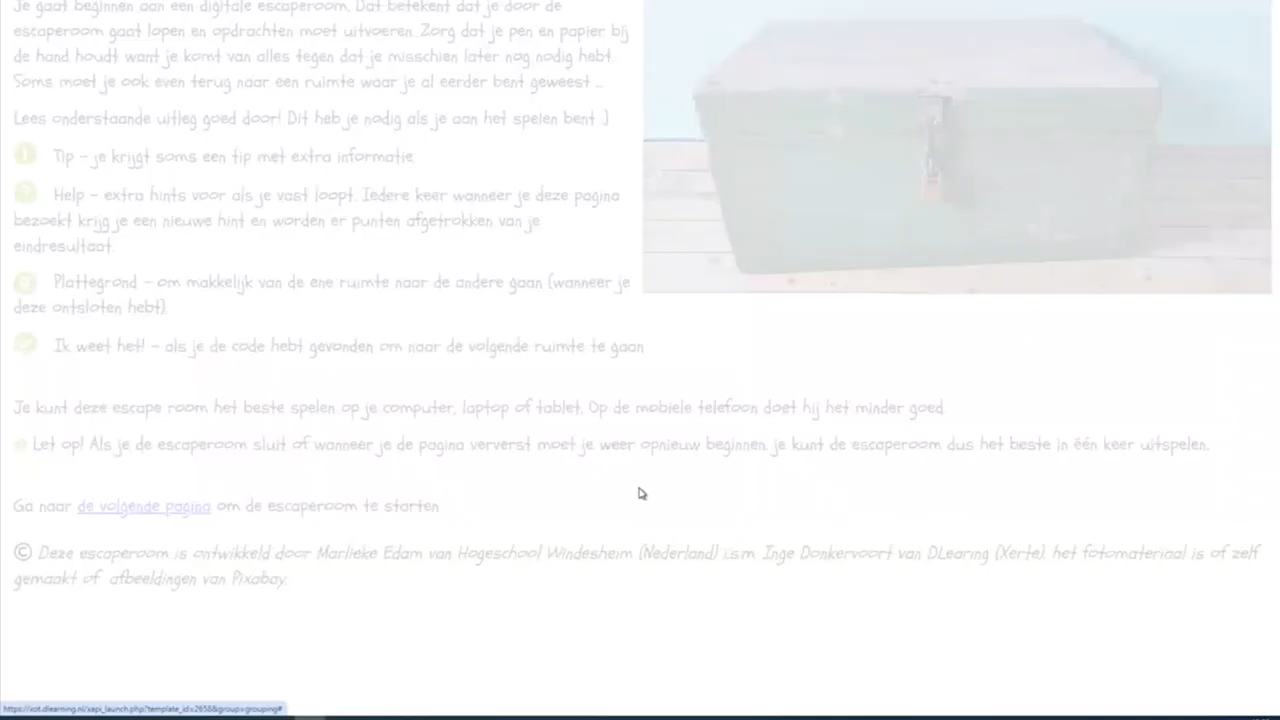 Je gaat beginnen aan een digitale escaperoom. Dat betekent dat je door de
escaperoom gaat lopen en opdrachten moet uitvoeren. Zorg dat je pen en papier bij
de hand houdt want je komt van alles tegen dat je misschien later nog nodig hebt.
Soms moet je ook even terug naar een ruimte waar je al eerder bent geweest ...
Lees onderstaande uitleg goed door! Dit heb je nodig als je aan het spelen bent :)
! Tip - je krijgt soms een tip met extra informatie
? Help - extra hints voor als je vast loopt. Iedere keer wanneer je deze pagina
bezoekt krijg je een nieuwe hint en worden er punten afgetrokken van je
eindresultaat.
Plattegrond - om makkelijk van de ene ruimte naar de andere gaan (wanneer je
deze ontsloten hebt)
Ik weet het! - als je de code hebt gevonden om naar de volgende ruimte te gaan
Je kunt deze escape room het beste spelen op je computer, laptop of tablet. Op de mobiele telefoon doet hij het minder goed.
Let op! Als je de escaperoom sluit of wanneer je de pagina ververst moet je weer opnieuw beginnen. je kunt de escaperoom dus het beste in één keer uitspelen.
Ga naar de volgende pagina om de escaperoom te starten
© Deze escaperoom is ontwikkeld door Marlieke Edam van Hogeschool Windesheim (Nederland) i.s.m. Inge Donkervoort van DLearing (Xerte). het fotomateriaal is of zelf
gemaakt of afbeeldingen van Pixabay.
https://xot.dlearning.nl/xapi_launch.php?template_id=2658&group=grouping#